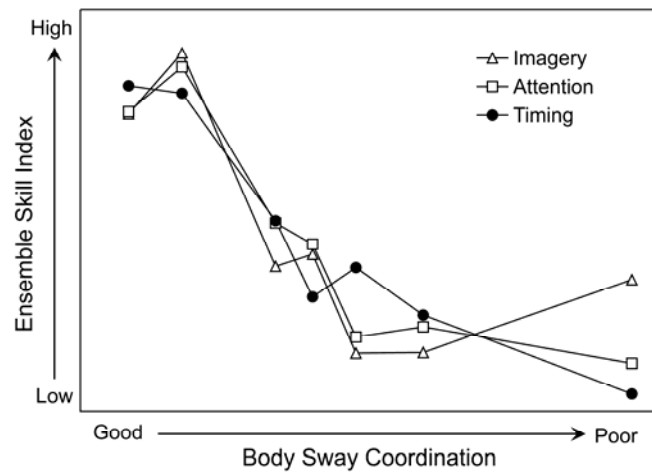 High
Imagery
Attention
Timing
Ensemble Skill Index
Low
Good
Poor
Body Sway Coordination